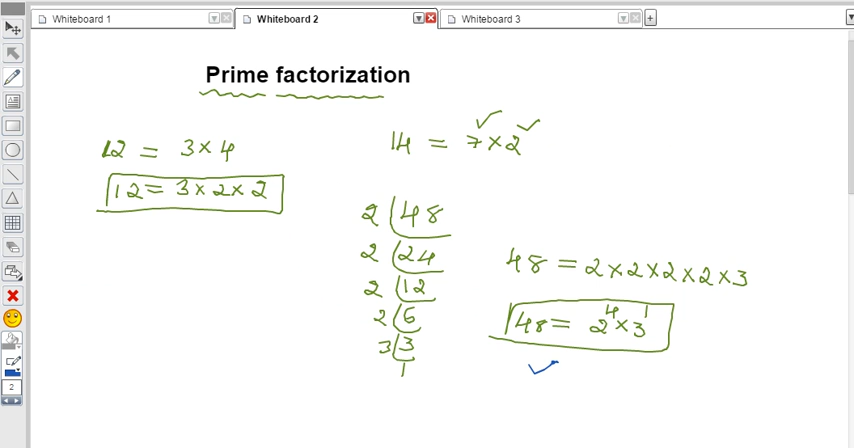 Whiteboard 1
Whiteboard 2
Whiteboard 3
Prime factorization
12 = 3 × 4
12 = 3 × 2 × 2
14 = 7 × 2
2 48
2 24
2 12
2 6
3 3
1
48 = 2 × 2 × 2 × 2 × 3
48 = 2⁴ × 3¹
2